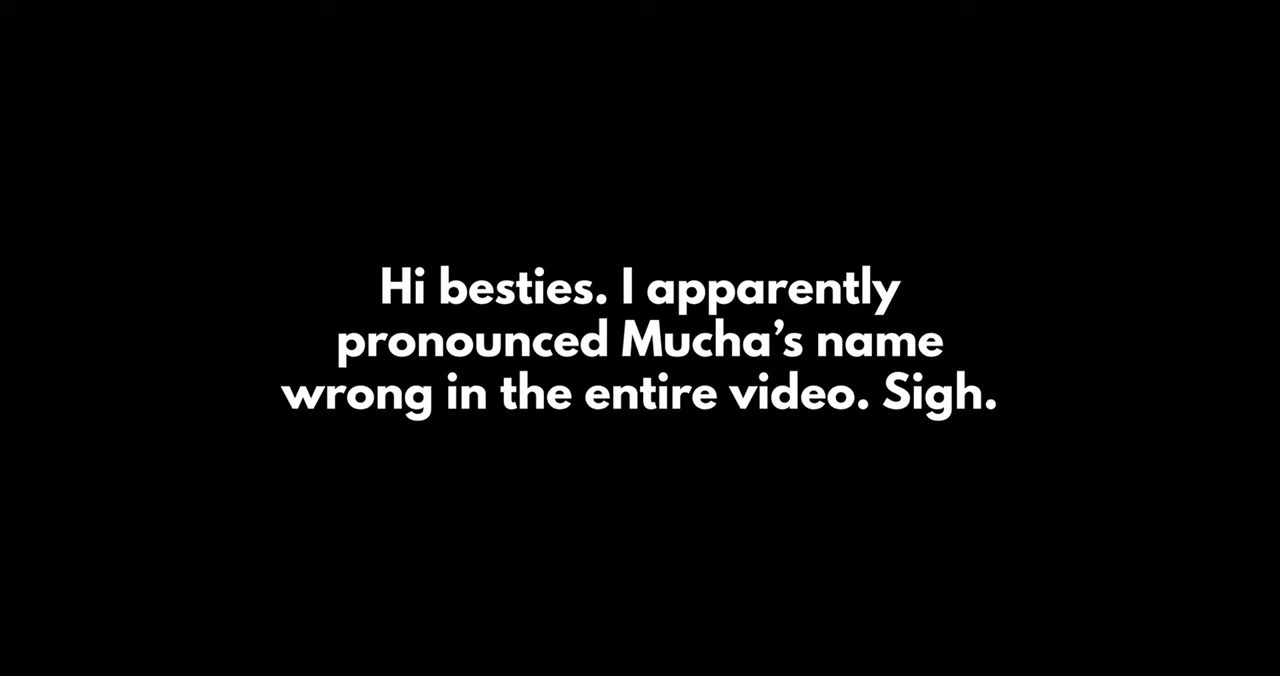 Hi besties. I apparently
pronounced Mucha’s name
wrong in the entire video. Sigh.